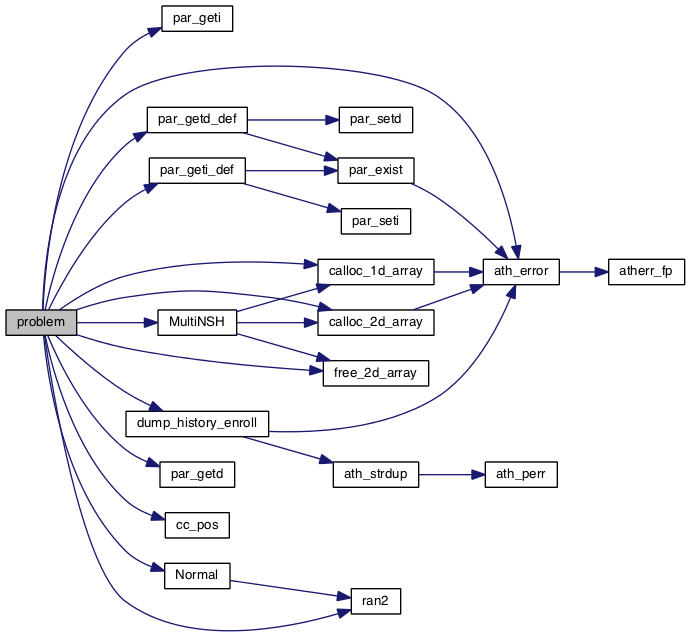 par_geti
par_getd_def
par_setd
par_geti_def
par_exist
par_seti
calloc_1d_array
ath_error
atherr_fp
problem
MultiNSH
calloc_2d_array
free_2d_array
dump_history_enroll
par_getd
ath_strdup
ath_perr
cc_pos
Normal
ran2